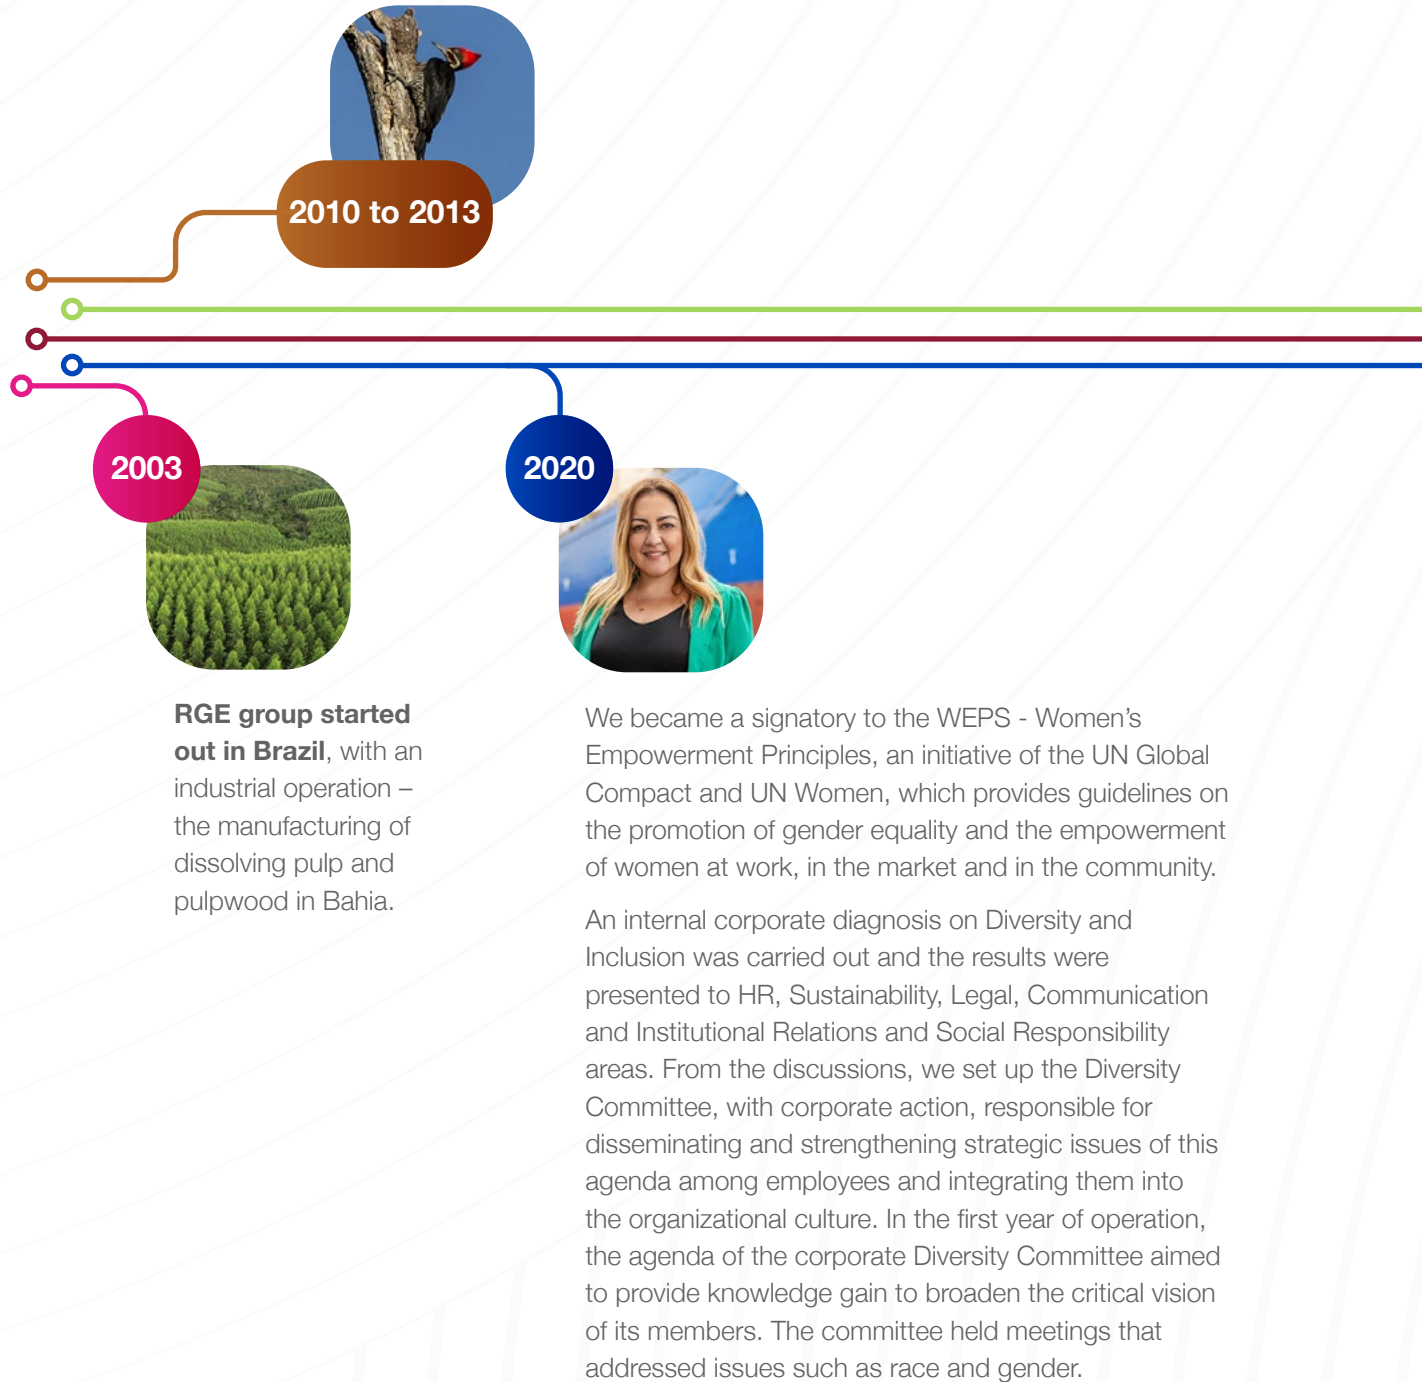 2010 to 2013
2003
RGE group started
out in Brazil, with an
industrial operation –
the manufacturing of
dissolving pulp and
pulpwood in Bahia.
2020
We became a signatory to the WEPS - Women’s
Empowerment Principles, an initiative of the UN Global
Compact and UN Women, which provides guidelines on
the promotion of gender equality and the empowerment
of women at work, in the market and in the community.
An internal corporate diagnosis on Diversity and
Inclusion was carried out and the results were
presented to HR, Sustainability, Legal, Communication
and Institutional Relations and Social Responsibility
areas. From the discussions, we set up the Diversity
Committee, with corporate action, responsible for
disseminating and strengthening strategic issues of this
agenda among employees and integrating them into
the organizational culture. In the first year of operation,
the agenda of the corporate Diversity Committee aimed
to provide knowledge gain to broaden the critical vision
of its members. The committee held meetings that
addressed issues such as race and gender.